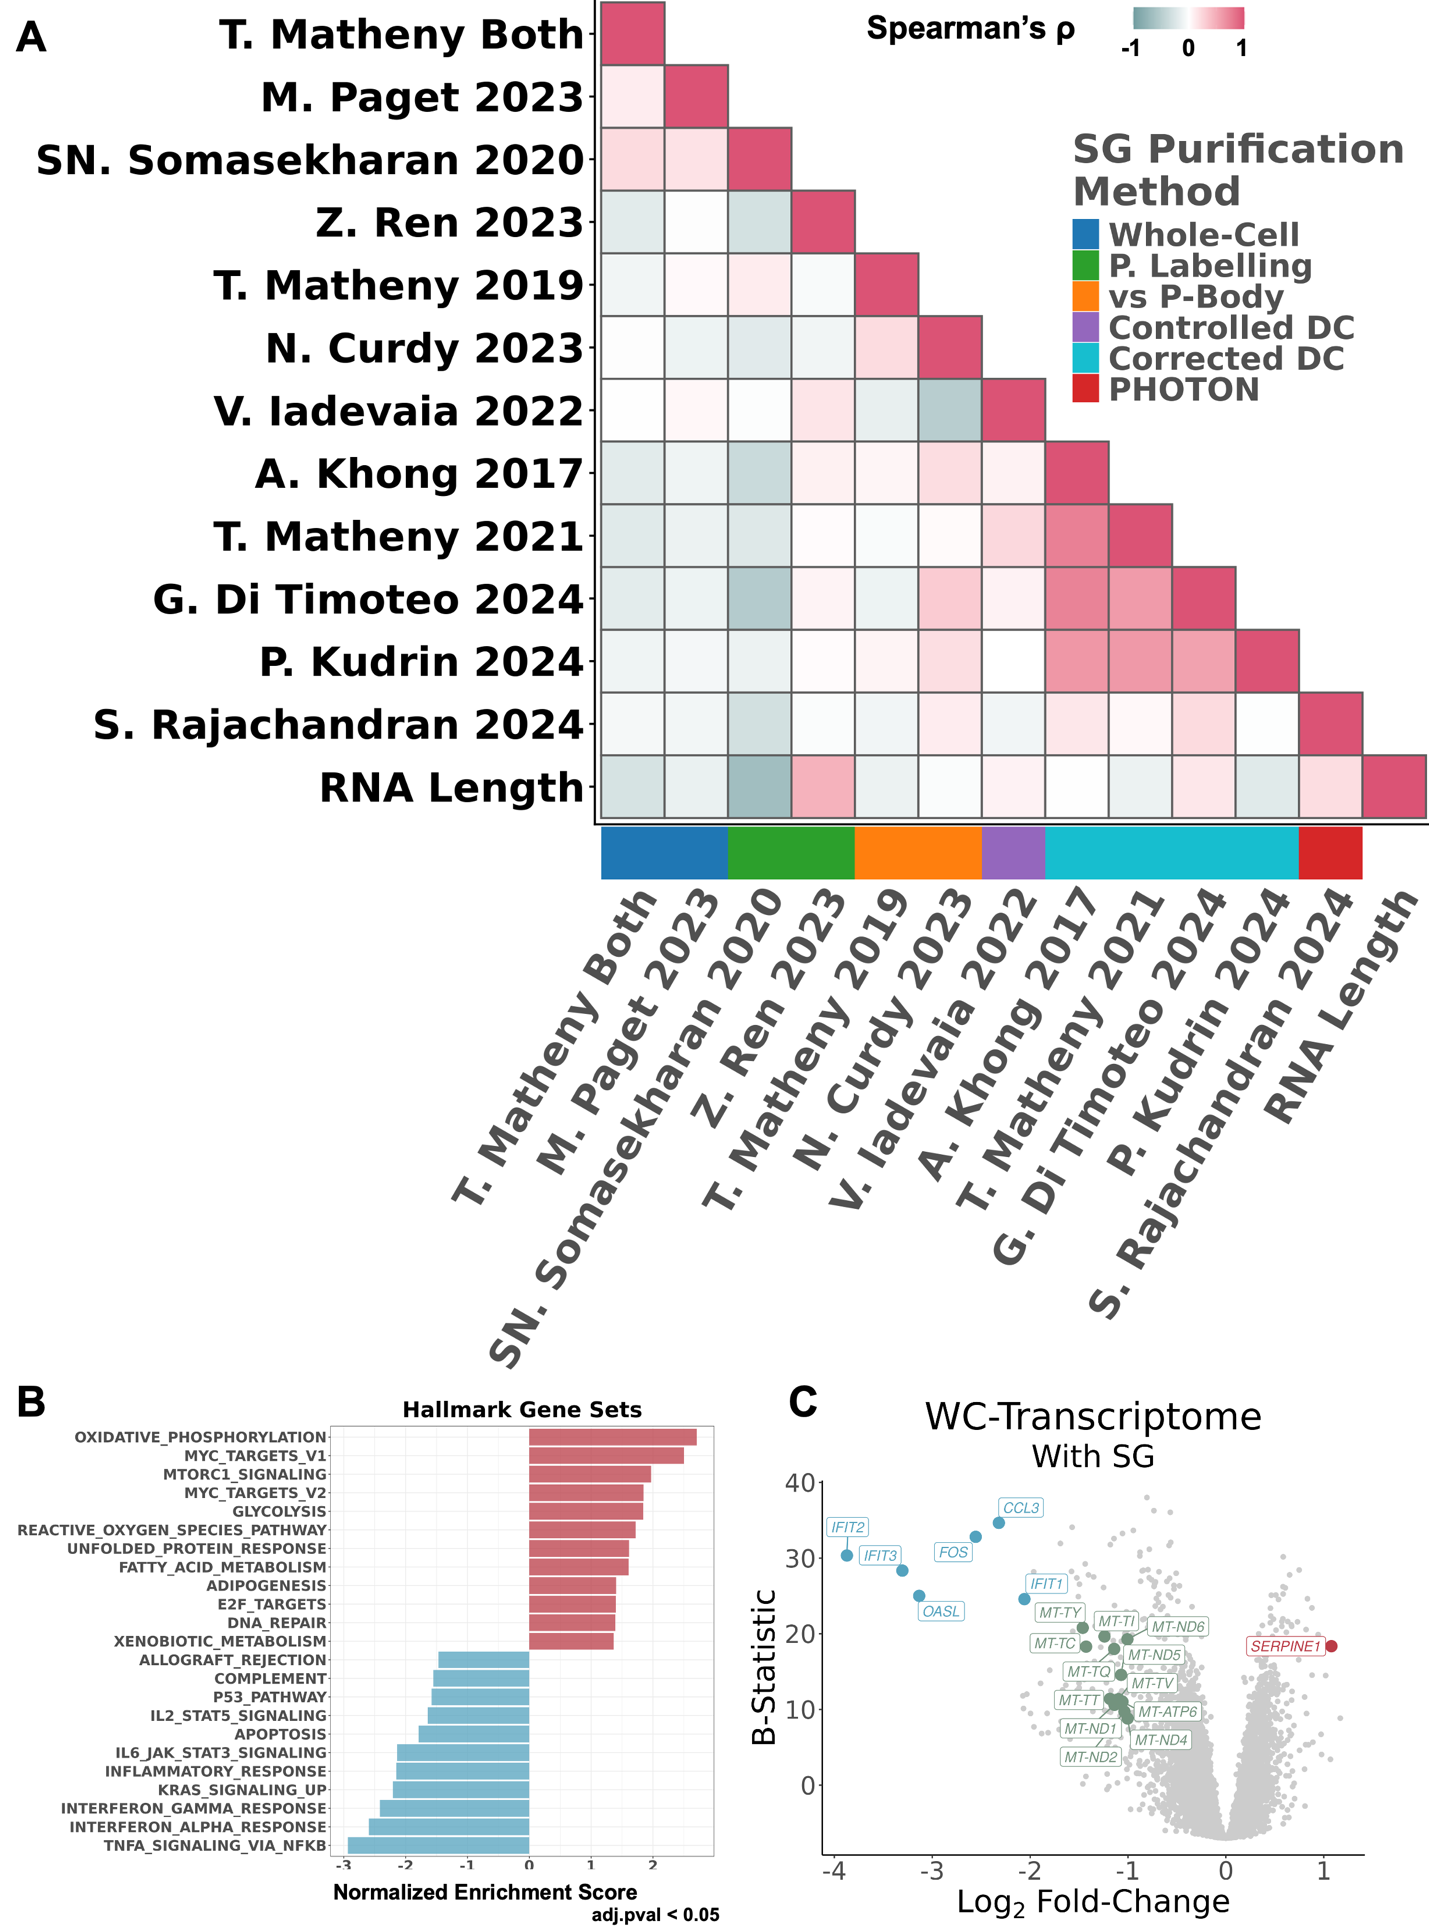 A
Spearman's ρ
-1 0 1
T. Matheny Both
M. Paget 2023
SN. Somasekharan 2020
Z. Ren 2023
T. Matheny 2019
N. Curdy 2023
V. Iadevaia 2022
A. Khong 2017
T. Matheny 2021
G. Di Timoteo 2024
P. Kudrin 2024
S. Rajachandran 2024
RNA Length
SG Purification
Method
Whole-Cell
P. Labelling
vs P-Body
Controlled DC
Corrected DC
PHOTON
T. Matheny Both
M. Paget 2023
SN. Somasekharan 2020
Z. Ren 2023
T. Matheny 2019
N. Curdy 2023
V. Iadevaia 2022
A. Khong 2017
T. Matheny 2021
G. Di Timoteo 2024
P. Kudrin 2024
S. Rajachandran 2024
RNA Length
B
Hallmark Gene Sets
OXIDATIVE_PHOSPHORYLATION
MYC_TARGETS_V1
MTORC1_SIGNALING
MYC_TARGETS_V2
GLYCOLYSIS
REACTIVE_OXYGEN_SPECIES_PATHWAY
UNFOLDED_PROTEIN_RESPONSE
FATTY_ACID_METABOLISM
ADIPOGENESIS
E2F_TARGETS
DNA_REPAIR
XENOBIOTIC_METABOLISM
ALLOGRAFT_REJECTION
COMPLEMENT
P53_PATHWAY
IL2_STAT5_SIGNALING
APOPTOSIS
IL6_JAK_STAT3_SIGNALING
INFLAMMATORY_RESPONSE
KRAS_SIGNALING_UP
INTERFERON_GAMMA_RESPONSE
INTERFERON_ALPHA_RESPONSE
TNFA_SIGNALING_VIA_NFKB
-3 -2 -1 0 1 2
Normalized Enrichment Score
adj.pval < 0.05
C
WC-Transcriptome
With SG
B-Statistic
40
30
20
10
0
CCL3
IFIT2
FOS
IFIT3
IFIT1
OASL
MT-TY
MT-TI
MT-ND6
MT-TC
MT-ND5
SERPINE1
MT-TQ
MT-TV
MT-TT
MT-ATP6
MT-ND1
MT-ND4
MT-ND2
-4 -3 -2 -1 0 1
Log2 Fold-Change